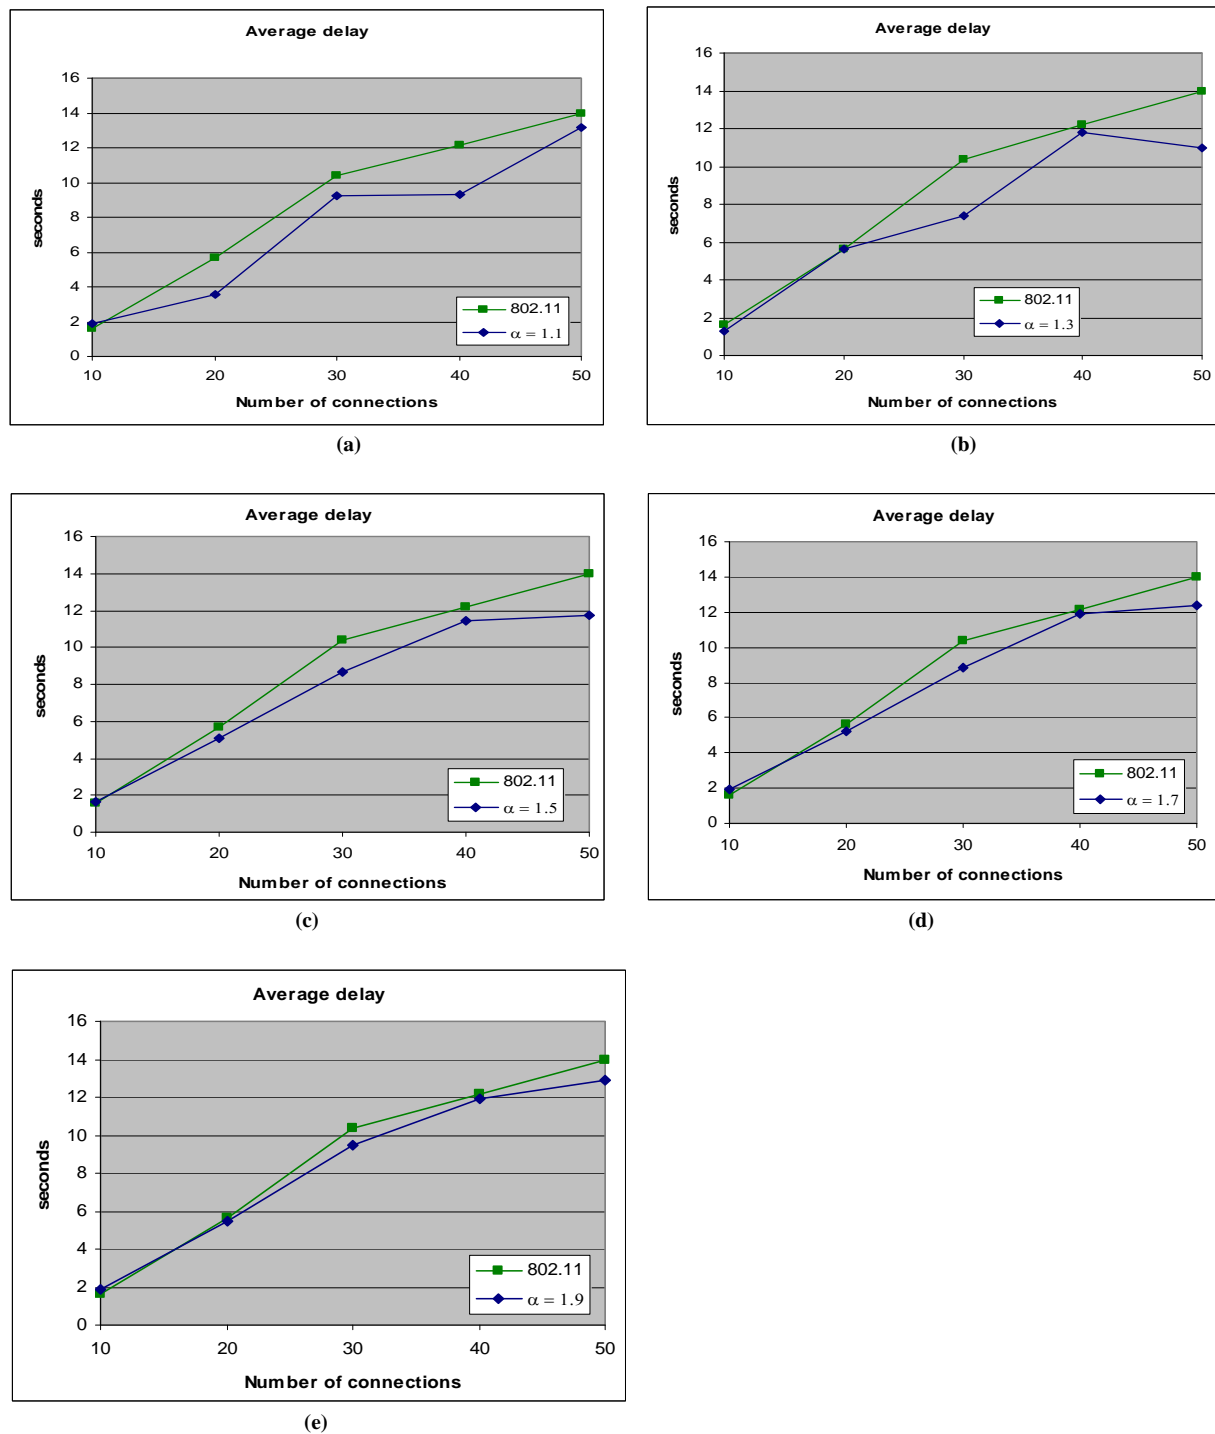 Average delay
16
14
12
10
8
6
4
2
0
seconds
10 20 30 40 50
Number of connections
802.11
α = 1.1
(a)
Average delay
16
14
12
10
8
6
4
2
0
seconds
10 20 30 40 50
Number of connections
802.11
α = 1.3
(b)
Average delay
16
14
12
10
8
6
4
2
0
seconds
10 20 30 40 50
Number of connections
802.11
α = 1.5
(c)
Average delay
16
14
12
10
8
6
4
2
0
seconds
10 20 30 40 50
Number of connections
802.11
α = 1.7
(d)
Average delay
16
14
12
10
8
6
4
2
0
seconds
10 20 30 40 50
Number of connections
802.11
α = 1.9
(e)